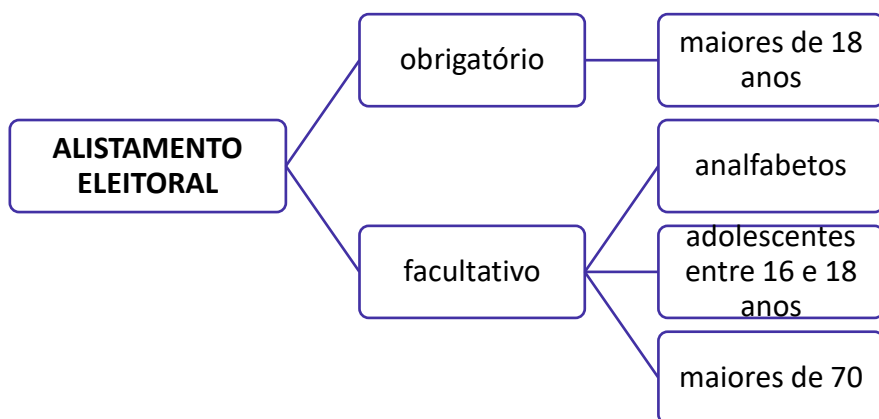 ALISTAMENTO
ELEITORAL
obrigatório
maiores de 18
anos
facultativo
analfabetos
adolescentes
entre 16 e 18
anos
maiores de 70